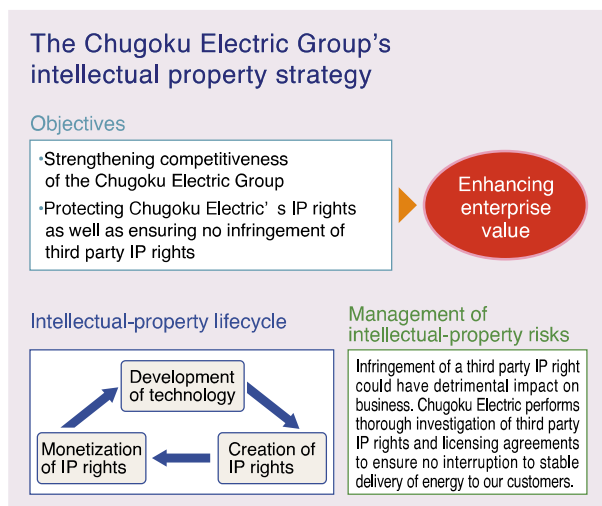 The Chugoku Electric Group's
intellectual property strategy
Objectives
•Strengthening competitiveness
of the Chugoku Electric Group
•Protecting Chugoku Electric' s IP rights
as well as ensuring no infringement of
third party IP rights
Enhancing
enterprise
value
Intellectual-property lifecycle
Development
of technology
Monetization
of IP rights
Creation of
IP rights
Management of
intellectual-property risks
Infringement of a third party IP right
could have detrimental impact on
business. Chugoku Electric performs
thorough investigation of third party
IP rights and licensing agreements
to ensure no interruption to stable
delivery of energy to our customers.